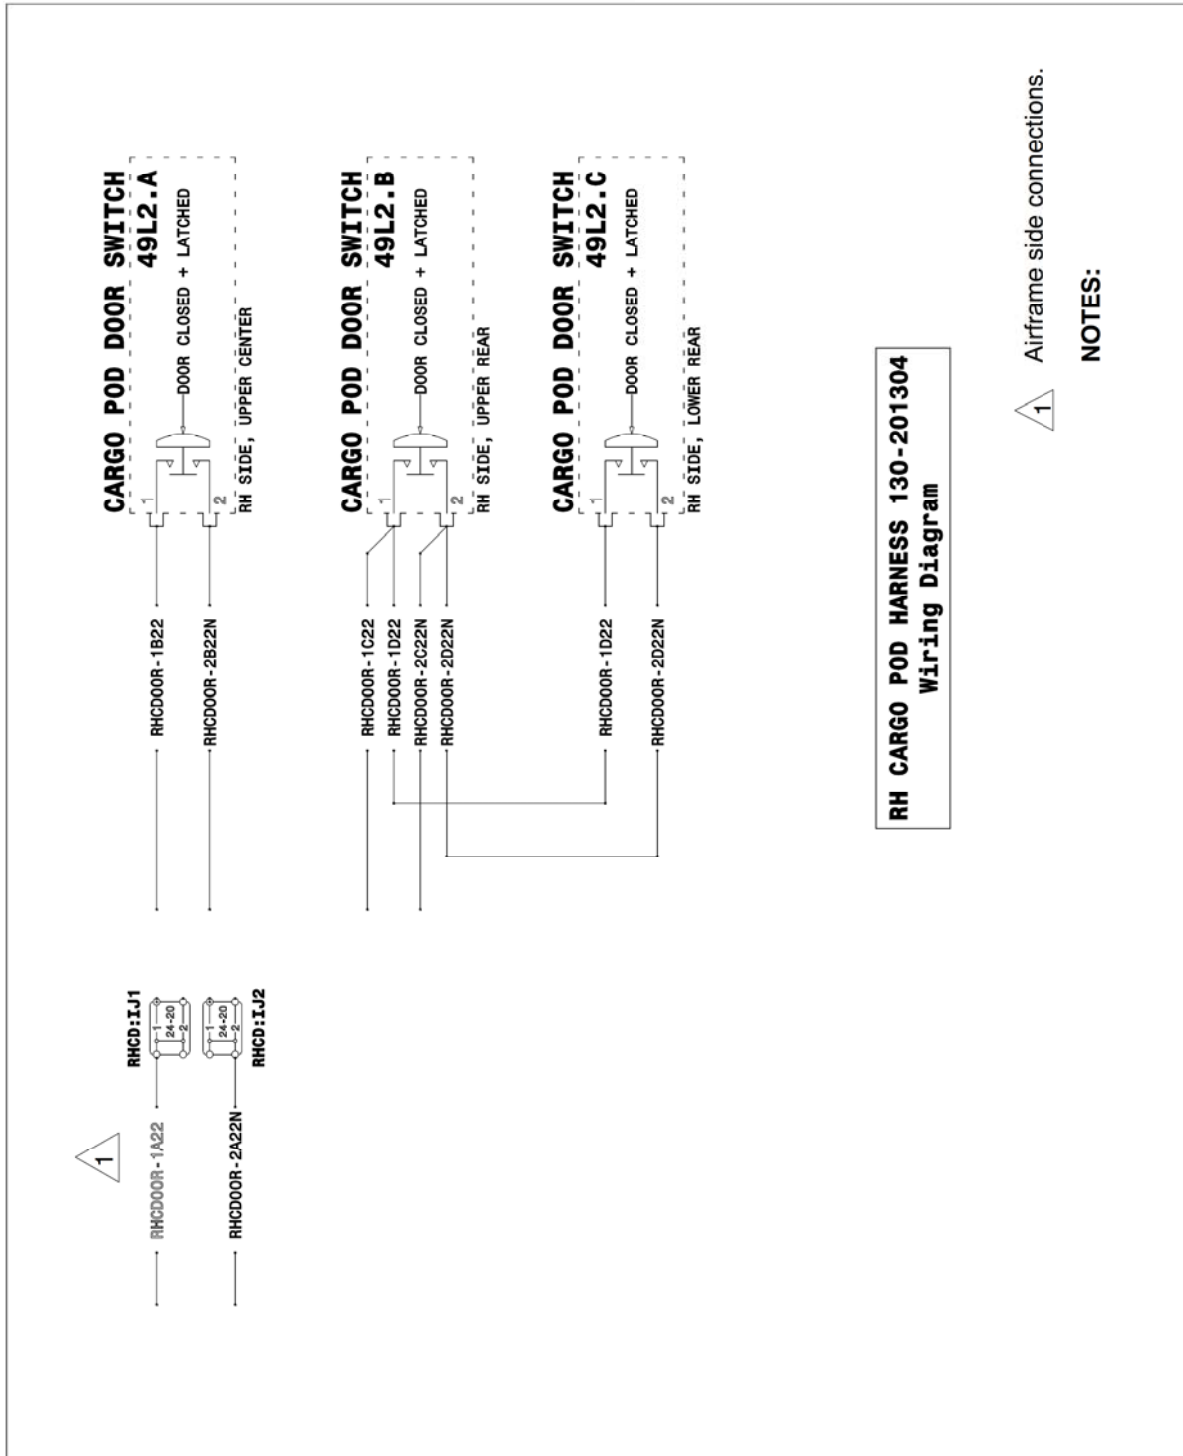 CARGO POD DOOR SWITCH
49L2.A
DOOR CLOSED + LATCHED
1
2
RH SIDE, UPPER CENTER
RHCDOOR-1B22
RHCDOOR-2B22N
CARGO POD DOOR SWITCH
49L2.B
DOOR CLOSED + LATCHED
1
2
RH SIDE, UPPER REAR
RHCDOOR-1C22
RHCDOOR-1D22
RHCDOOR-2C22N
RHCDOOR-2D22N
CARGO POD DOOR SWITCH
49L2.C
DOOR CLOSED + LATCHED
1
2
RH SIDE, LOWER REAR
RHCDOOR-1D22
RHCDOOR-2D22N
RHCD:IJ1
1
24-20
2
1
24-20
2
RHCD:IJ2
1
RHCDOOR-1A22
RHCDOOR-2A22N
RH CARGO POD HARNESS 130-201304
Wiring Diagram
1 Airframe side connections.
NOTES: